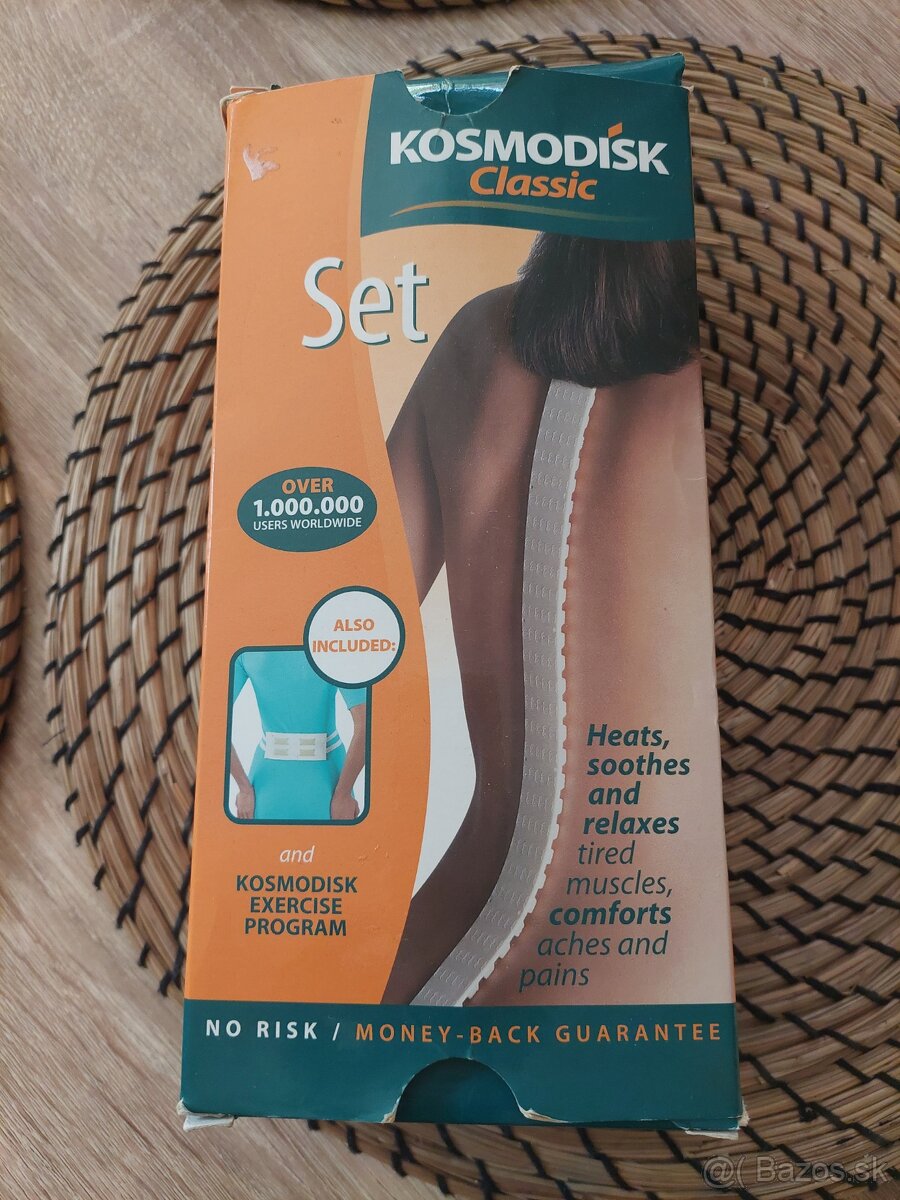 KOSMODISK
Classic
Set
OVER
1.000.000
USERS WORLDWIDE
ALSO
INCLUDED:
and
KOSMODISK
EXERCISE
PROGRAM
Heats,
soothes
and
relaxes
tired
muscles,
comforts
aches and
pains
NO RISK / MONEY-BACK GUARANTEE
@( Bazos.sk